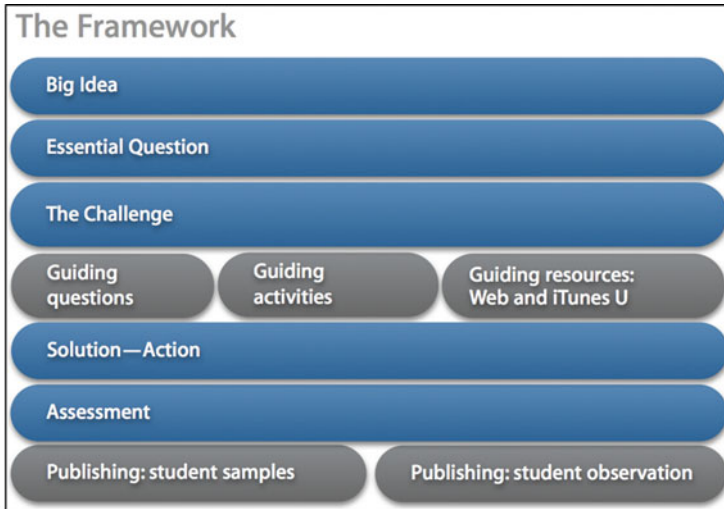 The Framework
Big Idea
Essential Question
The Challenge
Guiding
questions
Guiding
activities
Guiding resources:
Web and iTunes U
Solution—Action
Assessment
Publishing: student samples
Publishing: student observation